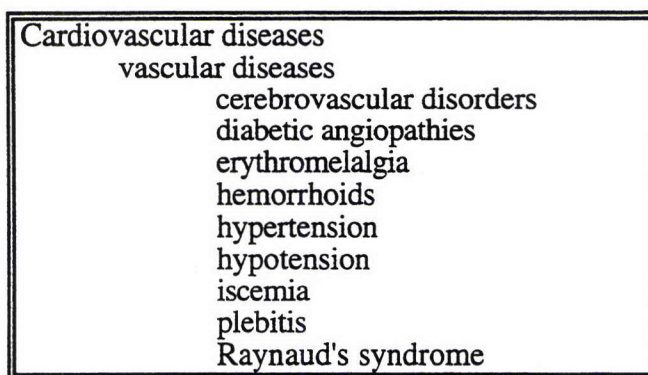 Cardiovascular diseases
vascular diseases
cerebrovascular disorders
diabetic angiopathies
erythromelalgia
hemorrhoids
hypertension
hypotension
iscemia
plebitis
Raynaud's syndrome